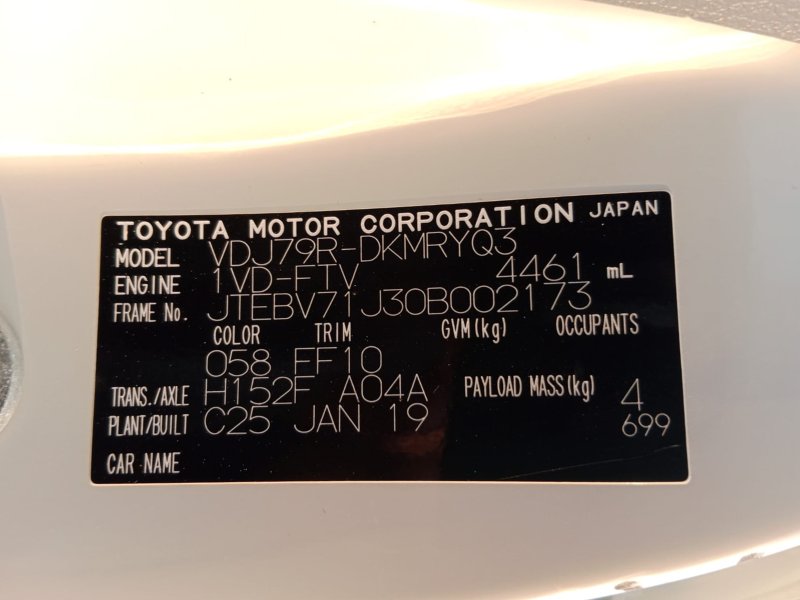 TOYOTA MOTOR CORPORATION JAPAN
MODEL VDJ79R-DKMRYQ3
ENGINE 1VD-FTV 4461 mL
FRAME No. JTEBV71J30B002173
COLOR TRIM GVM(kg) OCCUPANTS
058 FF10
TRANS./AXLE H152F A04A PAYLOAD MASS(kg) 4
PLANT/BUILT C25 JAN 19 699
CAR NAME